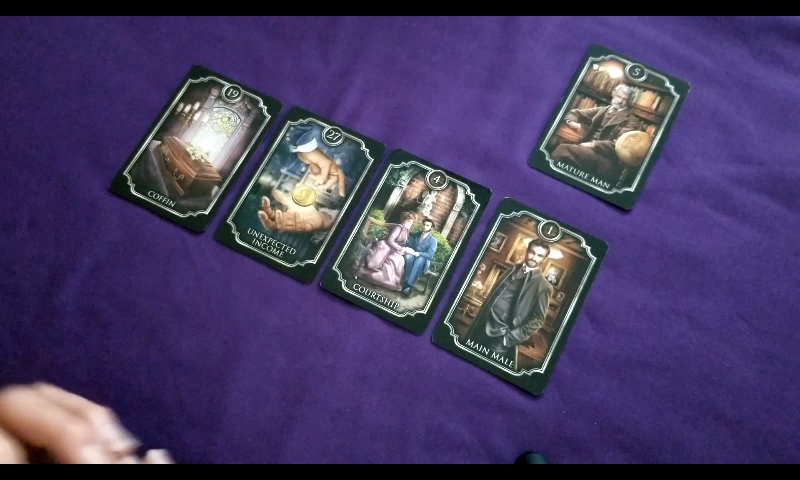 19
COFFIN
27
UNEXPECTED
INCOME
4
COURTSHIP
1
MAIN MALE
5
MATURE MAN